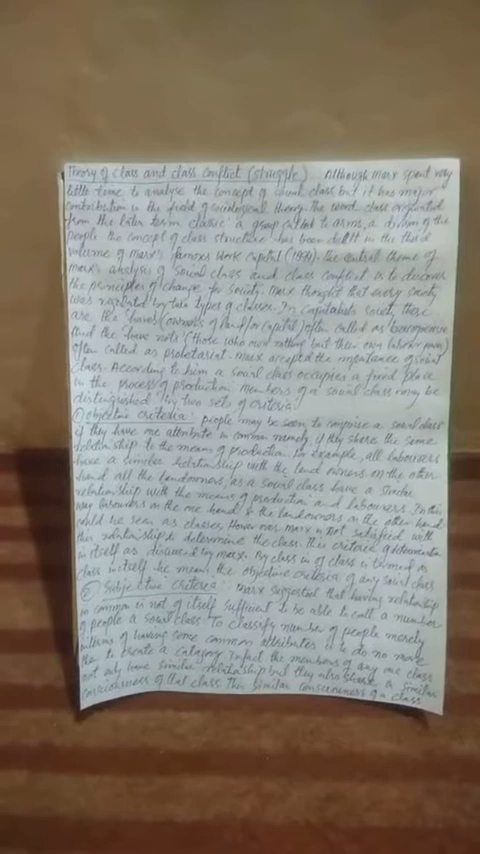 Theory of class and class conflict (struggle). Although marx spent very
little time to analyse the concept of social class but it has major
contribution in the field of sociological theory. The word class originated
from the latin term classic a group called to arms, a division of the
people the concept of class structure has been dealt in the third
volume of marx's famous work capital (1974). the central theme of
marx analysis of social class and class conflict is to discover
the principles of change for society. Marx thought that every society
was regulated by two types of classes. In capitalists society there
are the haves (owners of land/or capital) often called as bourgeoisie
and the 'have nots' (those who own nothing but their own labour power)
often called as proletariat. Marx accepted the importance of social
class. According to him a social class occupies a fixed place
in the process of production members of a social class may be
distinguished by two sets of criteria:
① objective criteria: people may be seen to comprise a social class
if they have one attribute in common namely if they share the same
relationship to the means of production. For example, all labourers
have a similar relationship with the land owners. on the other
hand all the landowners, as a social class have a similar
relationship with the means of production and labourers. In this
way labourers on the one hand & the landowners on the other hand
could be seen as classes, However marx is not satisfied with
this relationship to determine the class. This criteria
itself as discussed by marx. By class in of class is termed as
class in itself he means the objective criteria of any social class
② Subjective criteria: Marx suggested that having relationship
in common is not of itself sufficient to be able to call a number
of people a social class To classify number of people merely
interms of having some common attributes is to do no more
than to create a category. Infact the members of any one class
not only have similar relationship but they also share a similar
consciousness of that class. This similar consciousness of a class